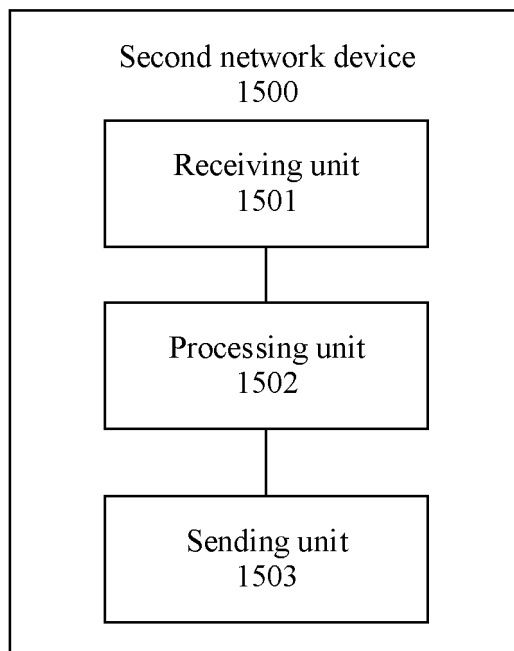 Second network device
1500
Receiving unit
1501
Processing unit
1502
Sending unit
1503